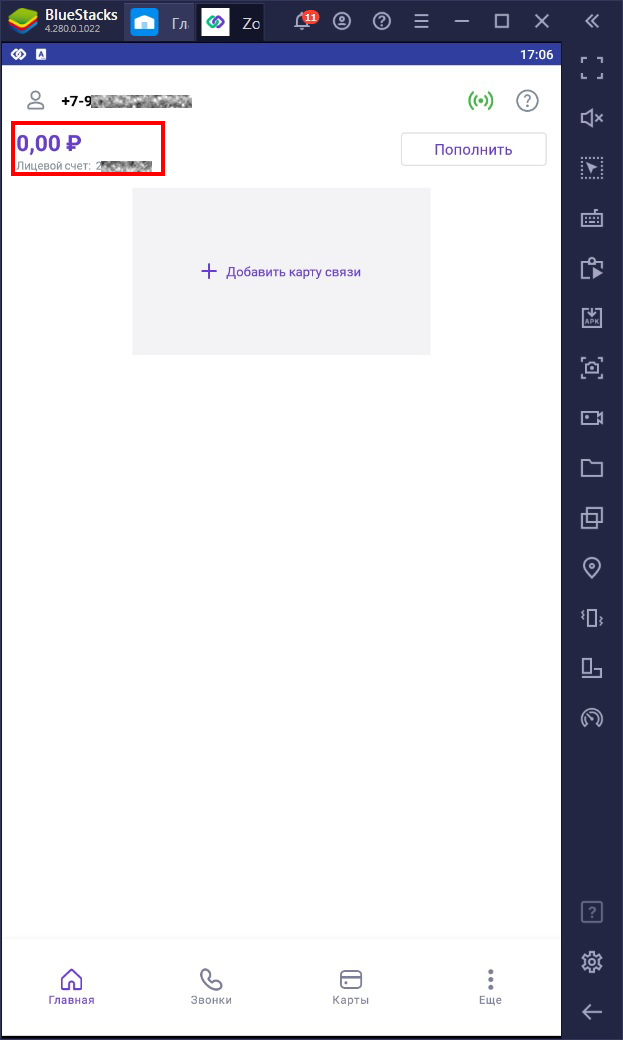 BlueStacks
4.280.0.1022
Гл
Zo
11
17:06
+7-9
0,00 ₽
Лицевой счет: 2
Пополнить
Добавить карту связи
APK
Главная
Звонки
Карты
Еще